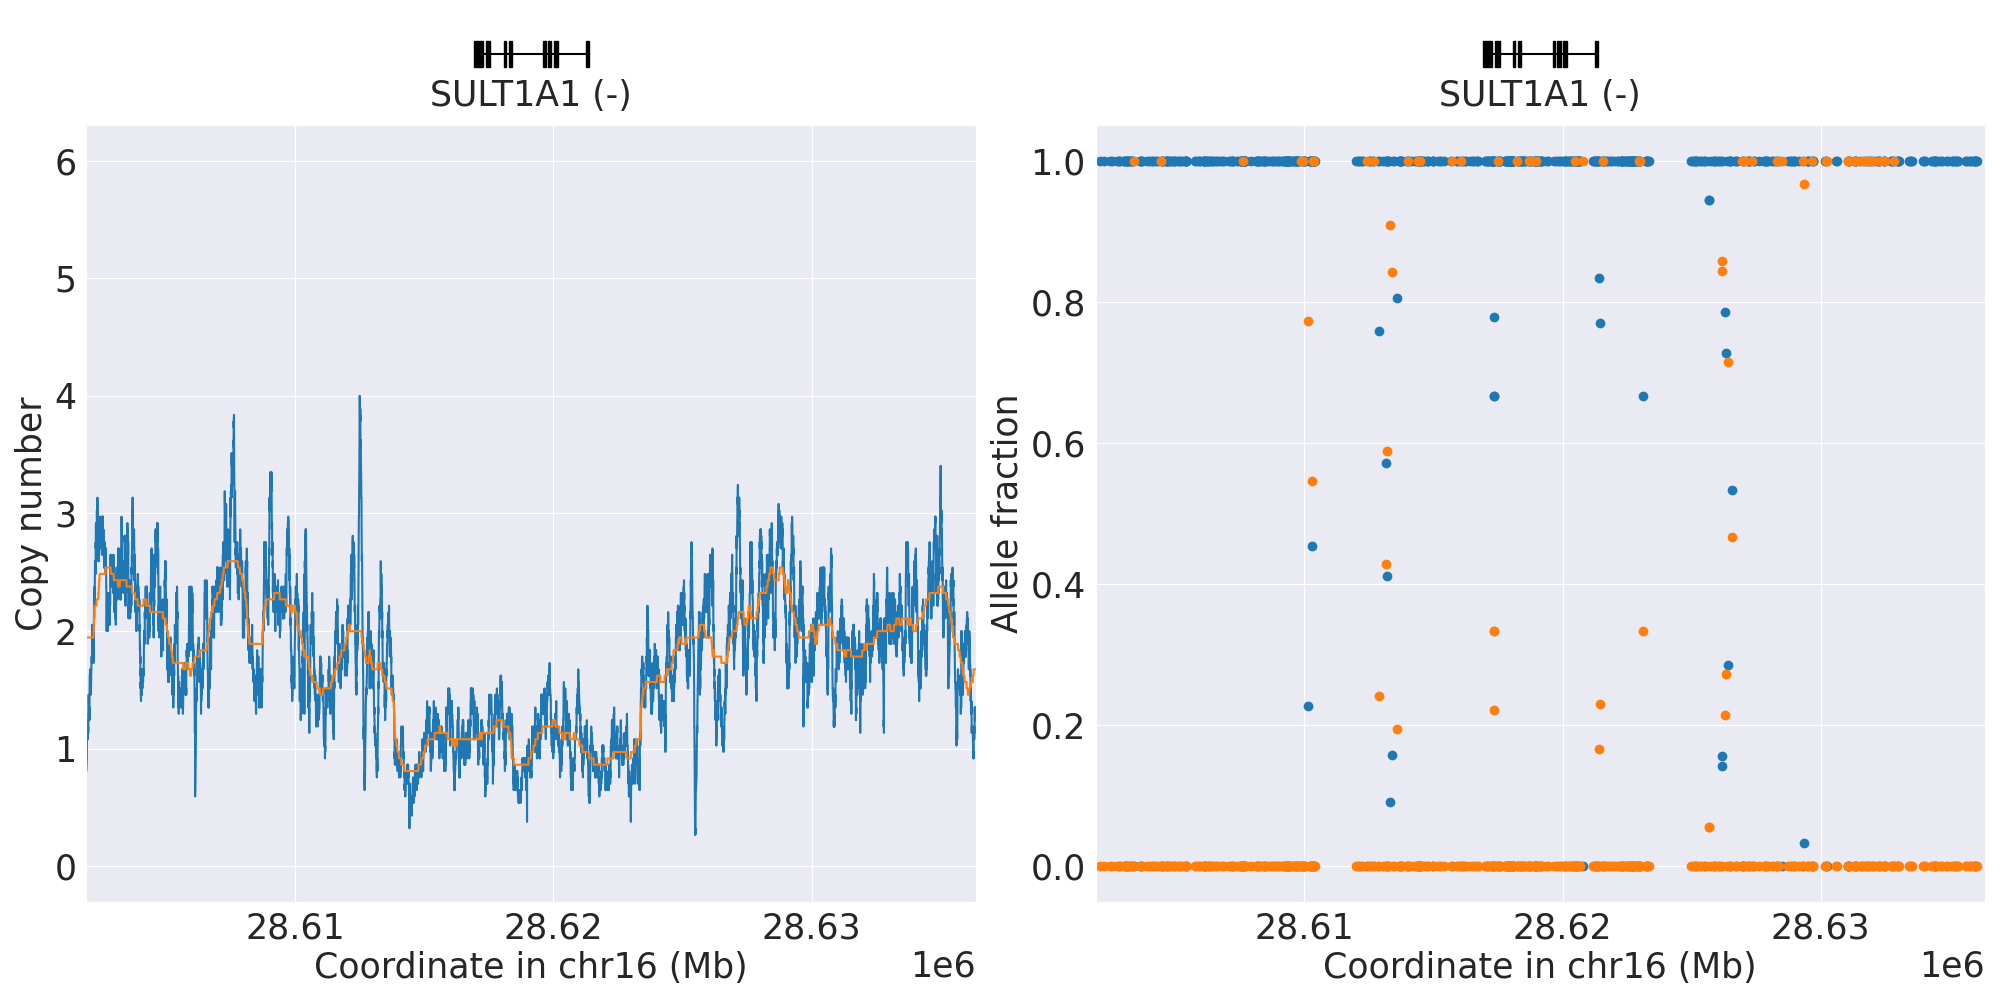 SULT1A1 (-)
Copy number
6
5
4
3
2
1
0
28.61
28.62
28.63
Coordinate in chr16 (Mb)
1e6
SULT1A1 (-)
Allele fraction
1.0
0.8
0.6
0.4
0.2
0.0
28.61
28.62
28.63
Coordinate in chr16 (Mb)
1e6